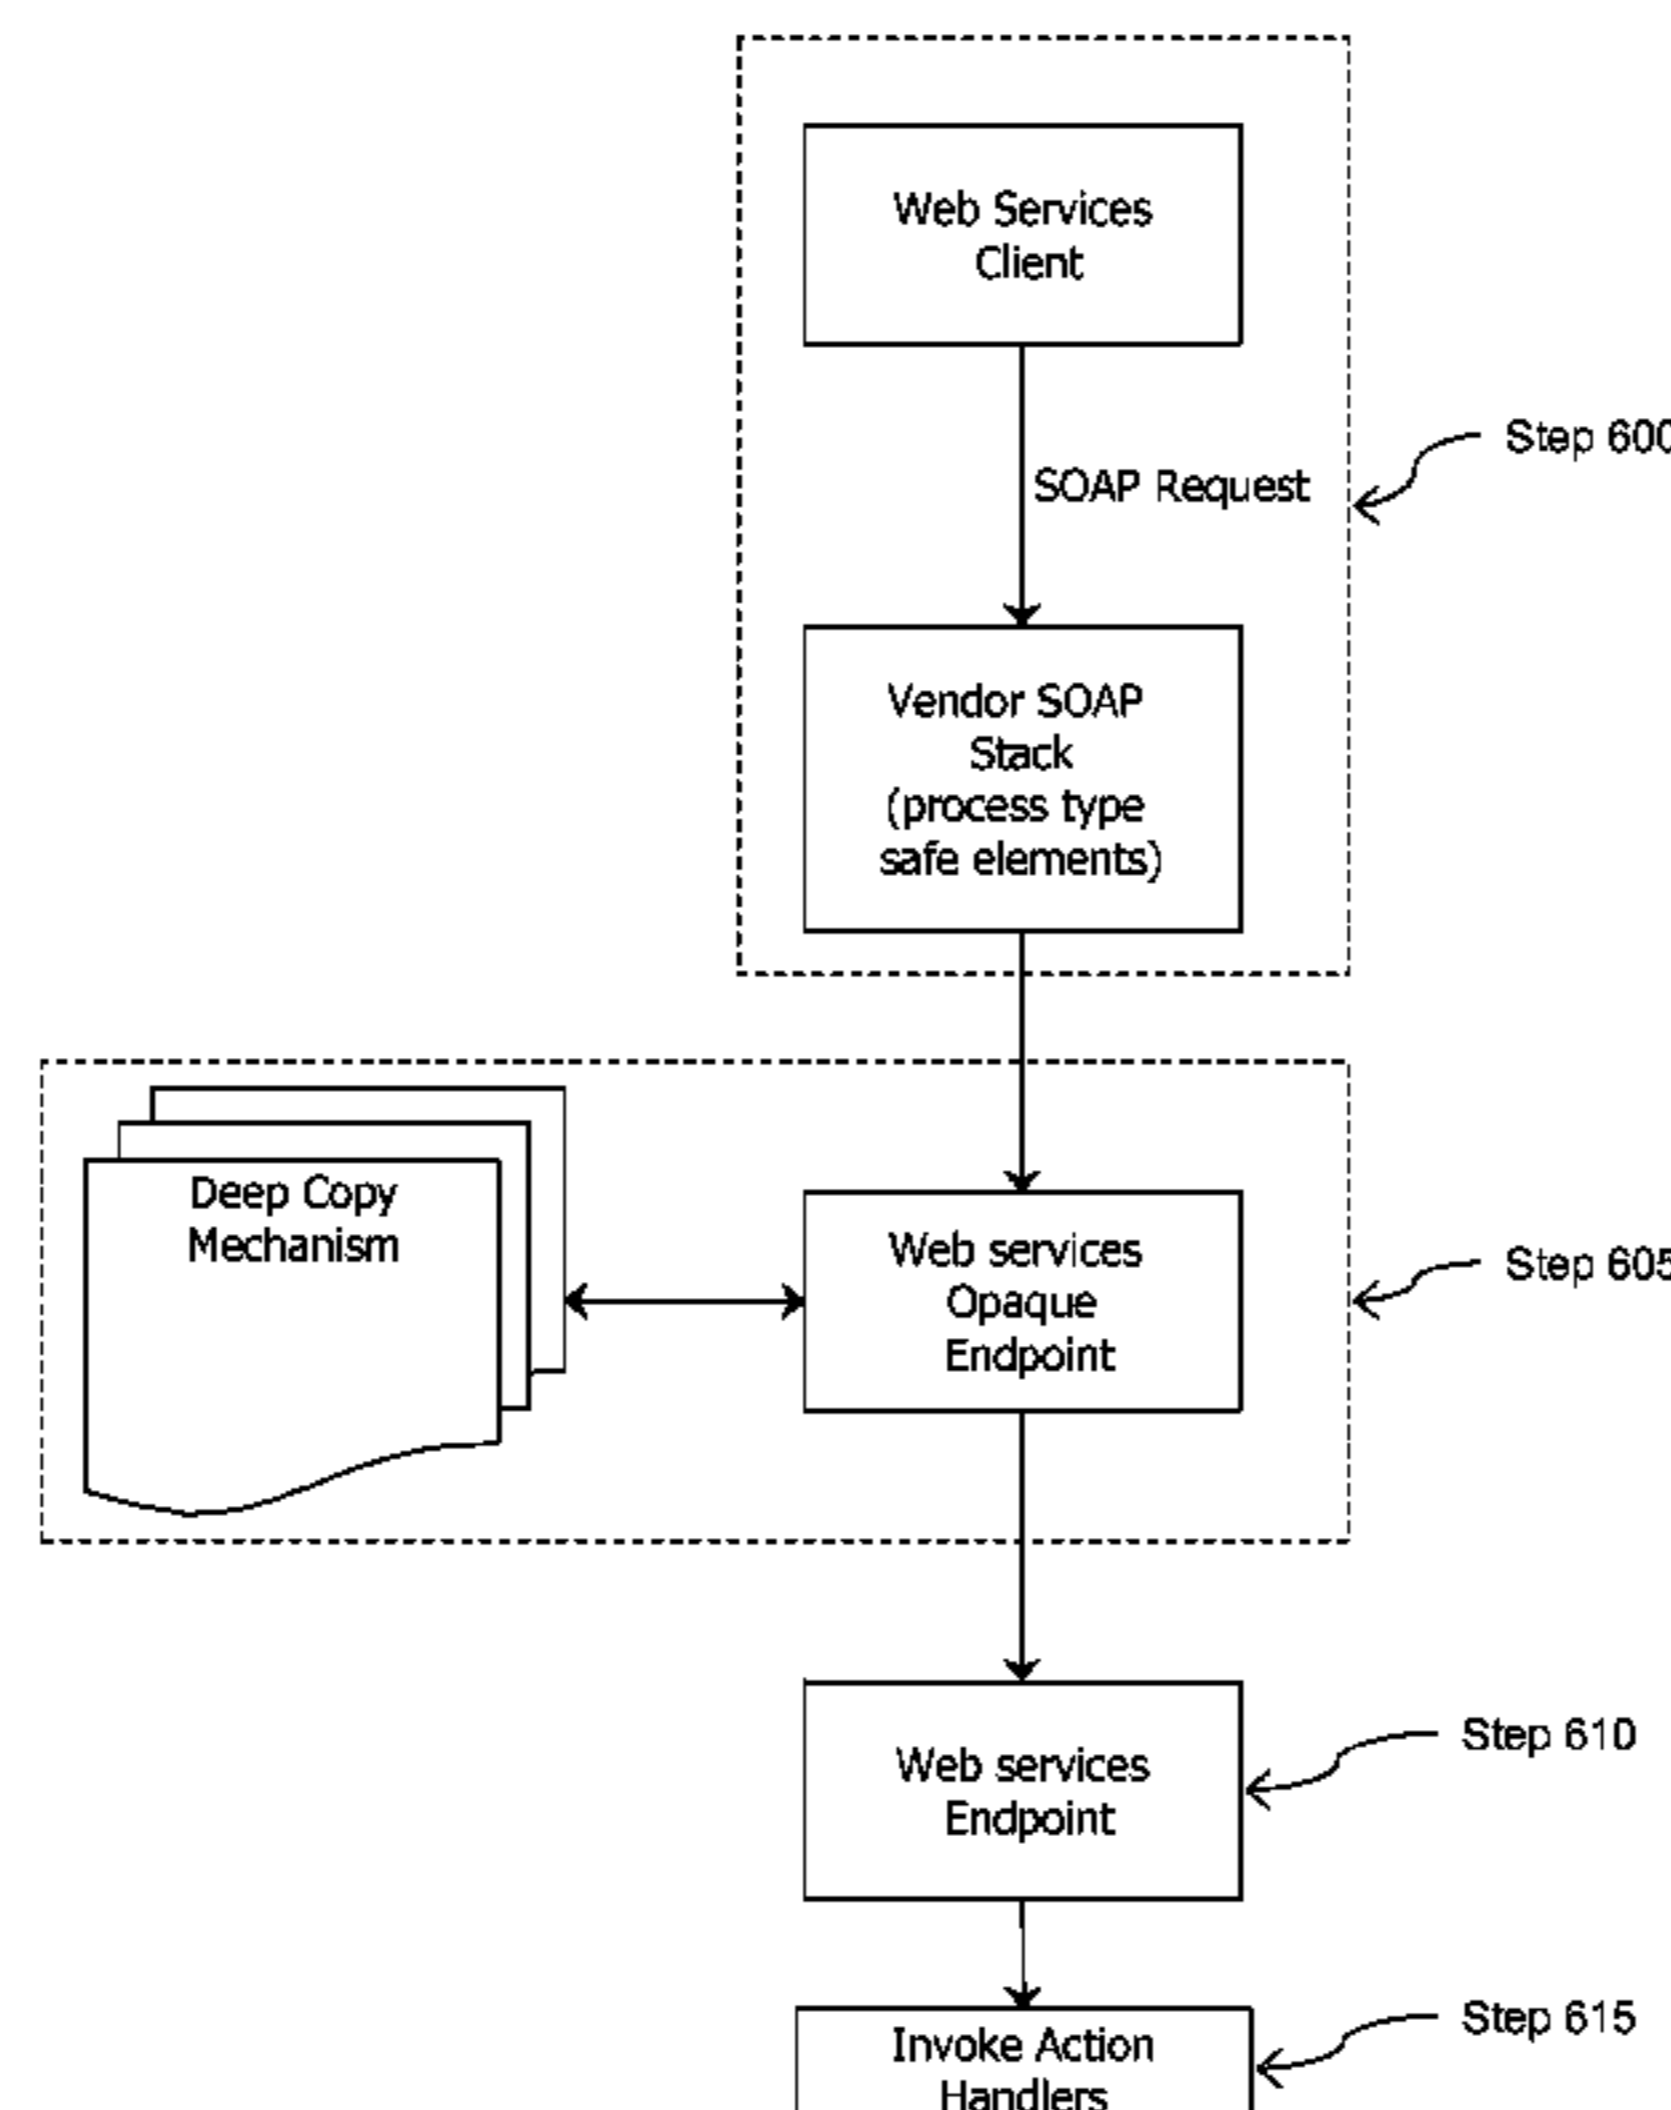 Web Services
Client
Step 600
SOAP Request
Vendor SOAP
Stack
(process type
safe elements)
Deep Copy
Mechanism
Web services
Opaque
Endpoint
Step 605
Web services
Endpoint
Step 610
Invoke Action
Handlers
Step 615